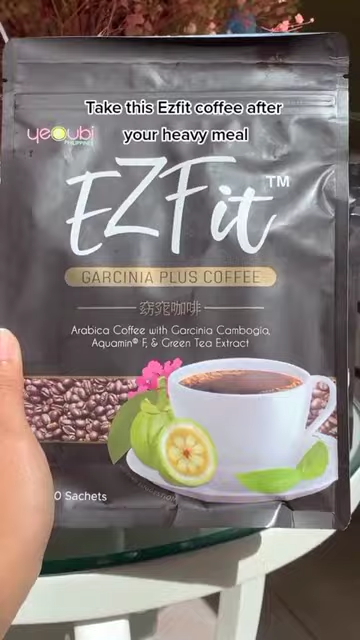 Take this Ezfit coffee after
your heavy meal
yeoubi
PHILIPPINES
EZFit™
GARCINIA PLUS COFFEE
窈窕咖啡
Arabica Coffee with Garcinia Cambogia,
Aquamin® F, & Green Tea Extract
0 Sachets